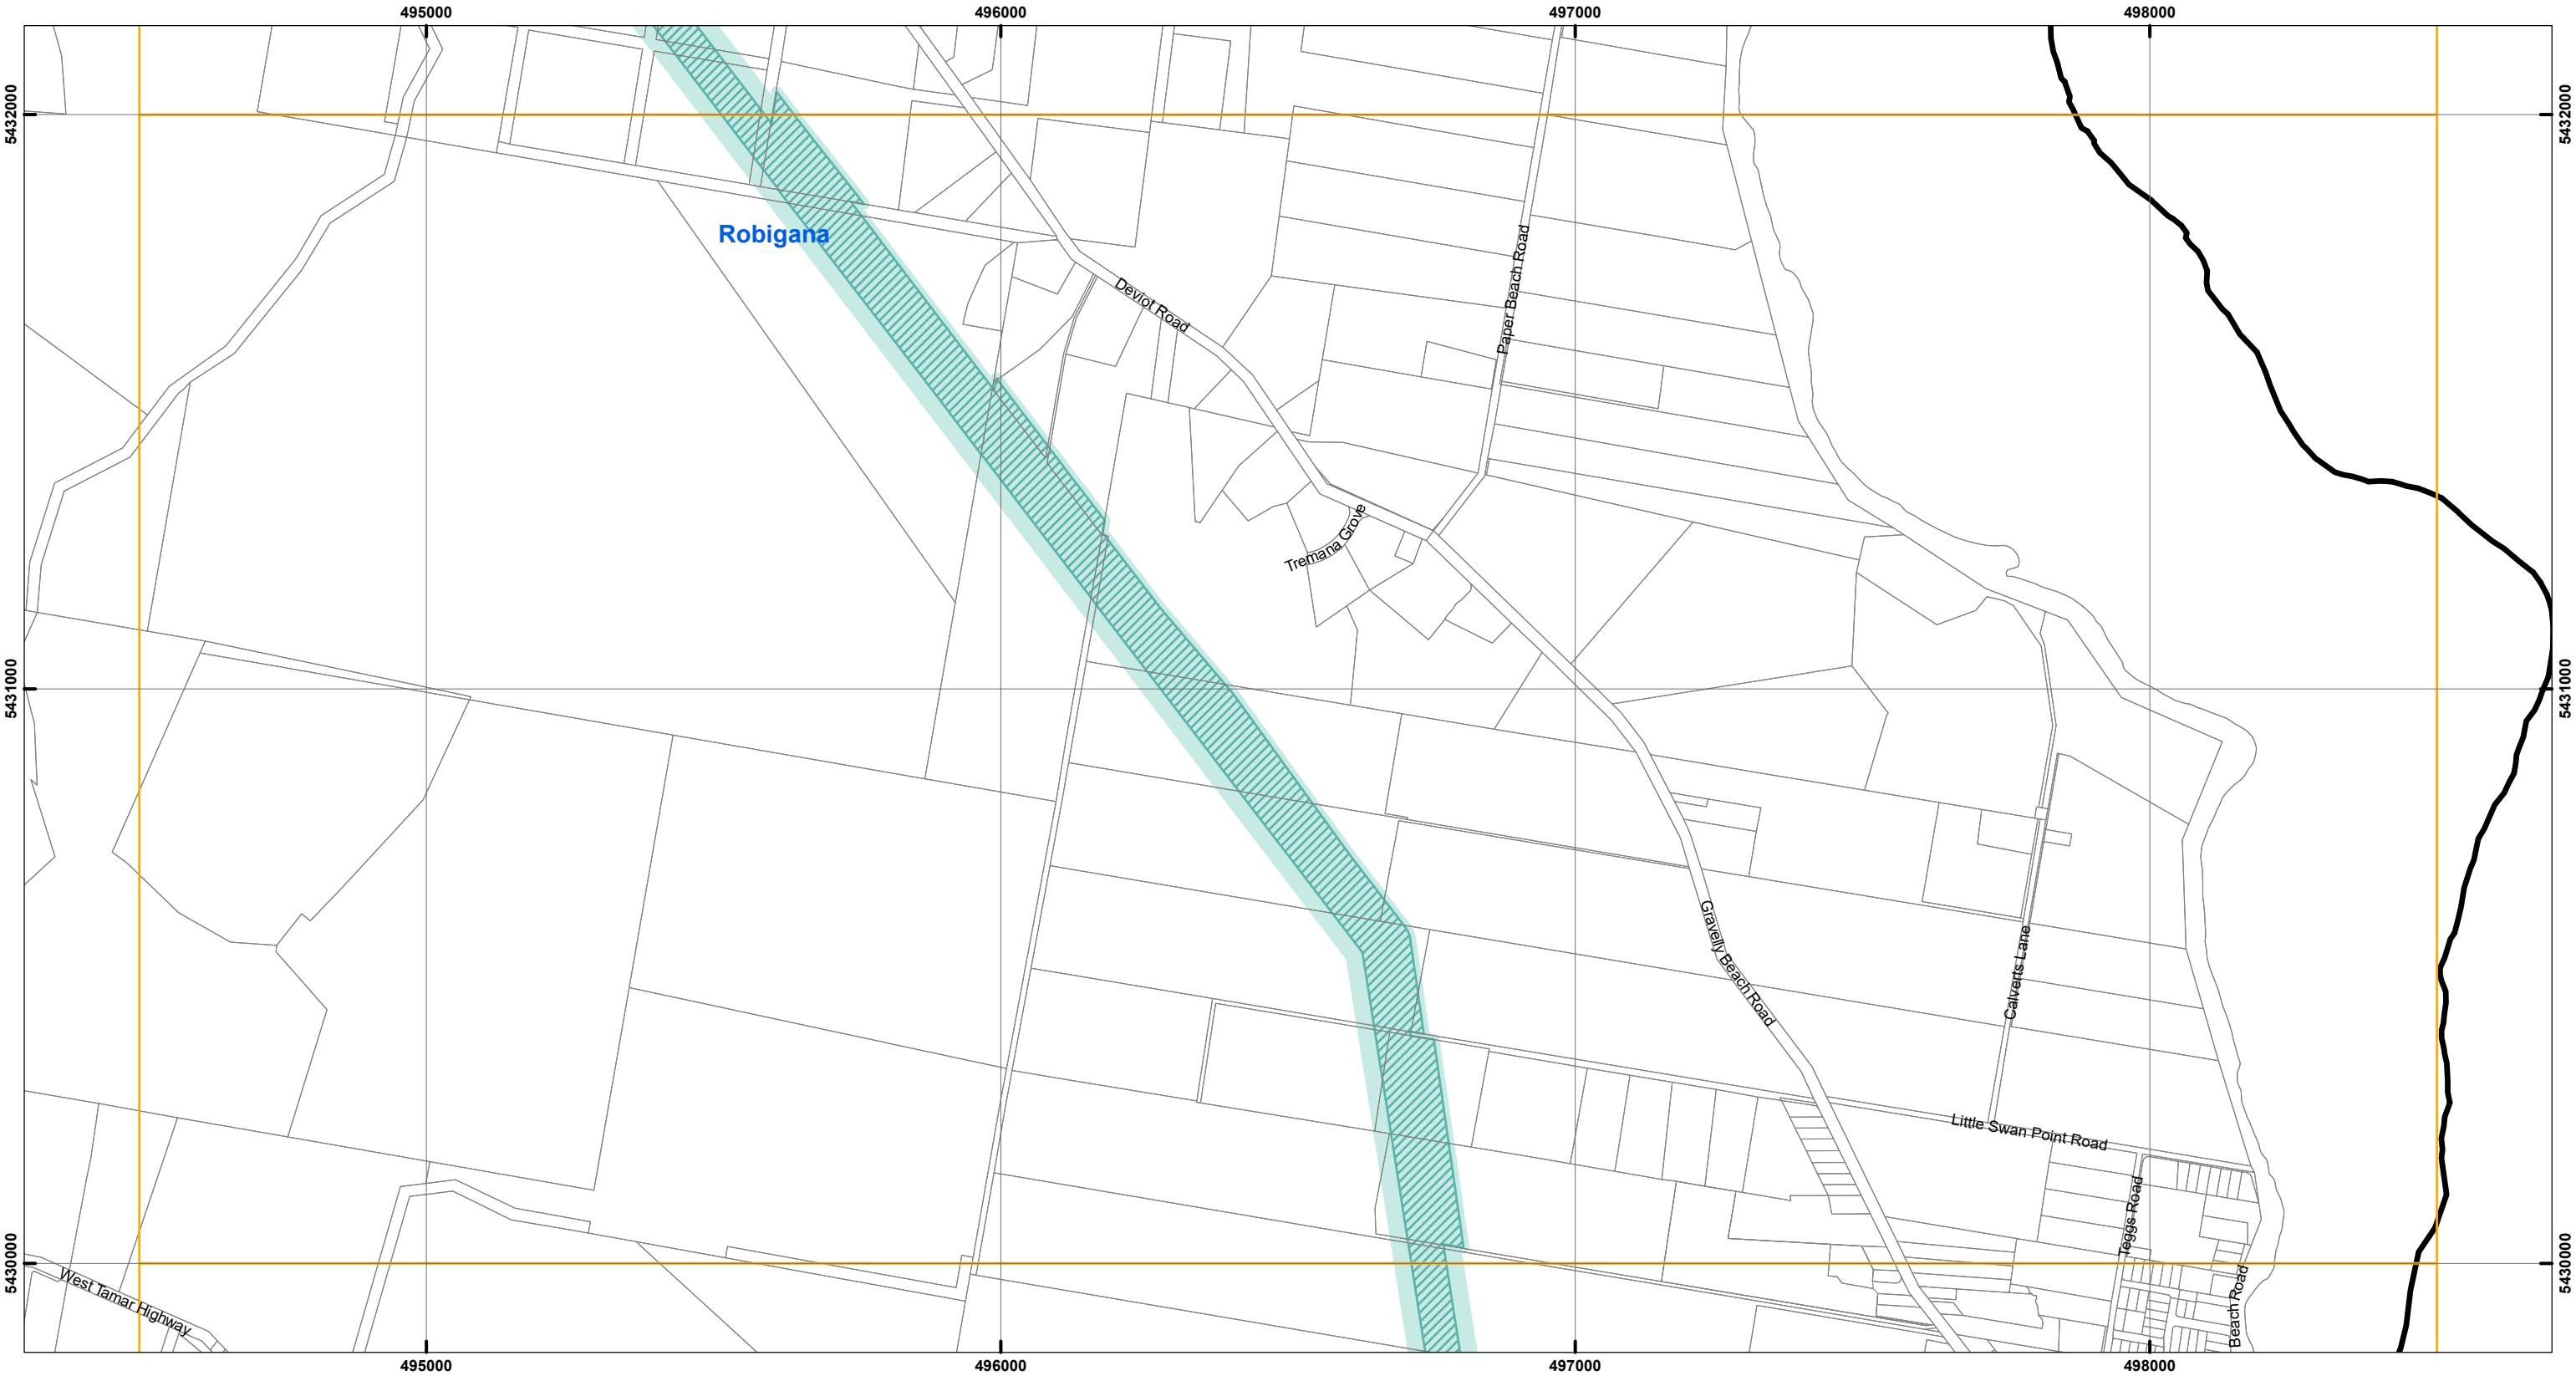 495000
496000
497000
498000
5432000
5432000
Robigana
Paper Beach Road
Deviot Road
Tremana Grove
5431000
5431000
Gravelly Beach Road
Calverts Lane
Little Swan Point Road
Teggs Road
5430000
5430000
West Tamar Highway
Beach Road
495000
496000
497000
498000